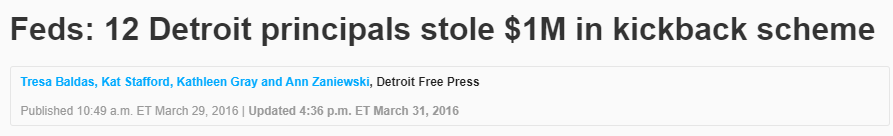 Feds: 12 Detroit principals stole $1M in kickback scheme
Tresa Baldas, Kat Stafford, Kathleen Gray and Ann Zaniewski, Detroit Free Press
Published 10:49 a.m. ET March 29, 2016 | Updated 4:36 p.m. ET March 31, 2016